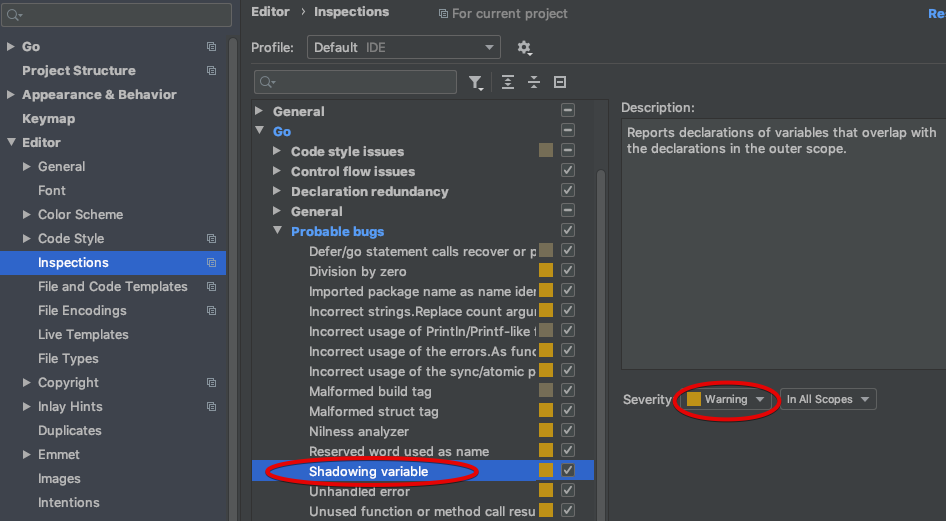 Editor › Inspections
For current project
Re
Go
Project Structure
Appearance & Behavior
Keymap
Editor
General
Font
Color Scheme
Code Style
Inspections
File and Code Templates
File Encodings
Live Templates
File Types
Copyright
Inlay Hints
Duplicates
Emmet
Images
Intentions
Profile:
Default IDE
General
Go
Code style issues
Control flow issues
Declaration redundancy
General
Probable bugs
Defer/go statement calls recover or p
Division by zero
Imported package name as name iden
Incorrect strings.Replace count argu
Incorrect usage of Println/Printf-like f
Incorrect usage of the errors.As func
Incorrect usage of the sync/atomic p
Malformed build tag
Malformed struct tag
Nilness analyzer
Reserved word used as name
Shadowing variable
Unhandled error
Unused function or method call resu
Description:
Reports declarations of variables that overlap with
the declarations in the outer scope.
Severity
Warning
In All Scopes